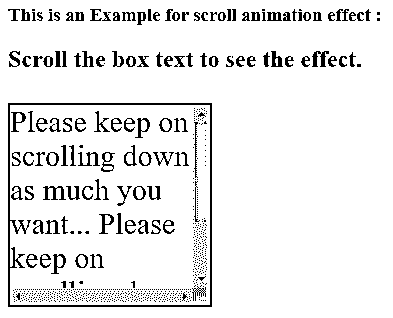 This is an Example for scroll animation effect :
Scroll the box text to see the effect.
Please keep on
scrolling down
as much you
want... Please
keep on